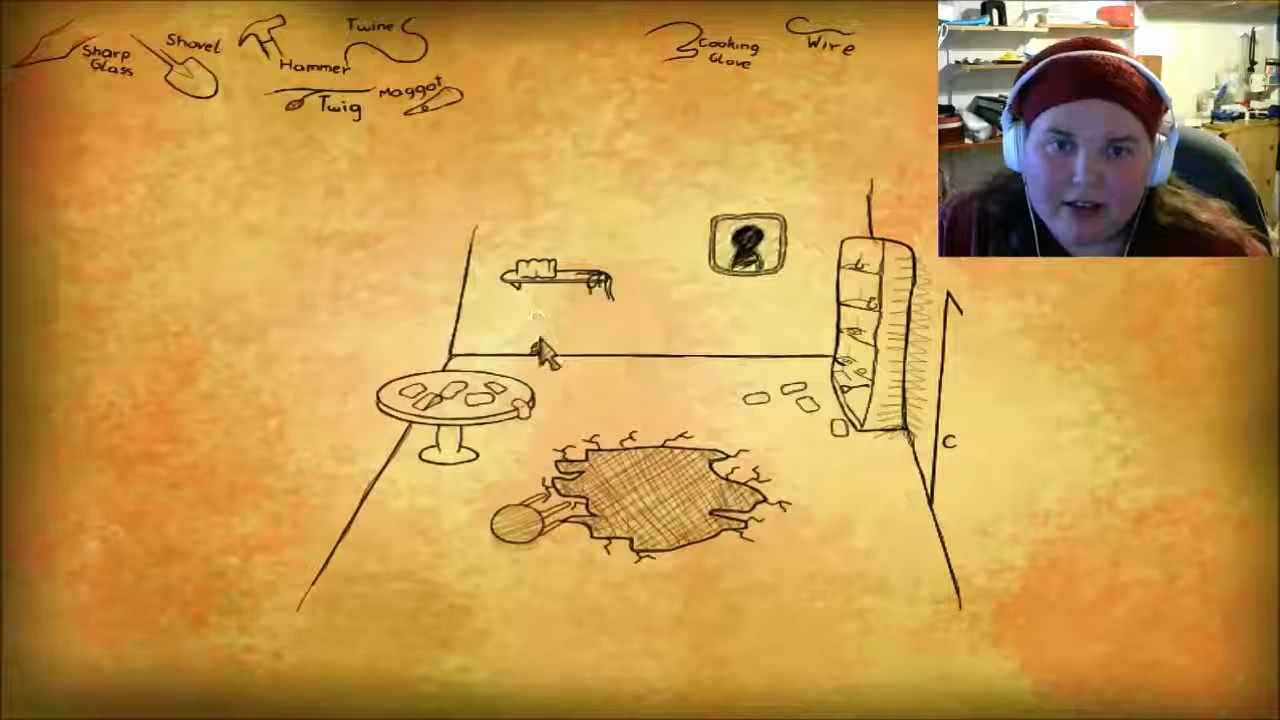 Sharp
Glass
Shovel
Hammer
Twine
Twig
Maggot
Cooking
Glove
Wire